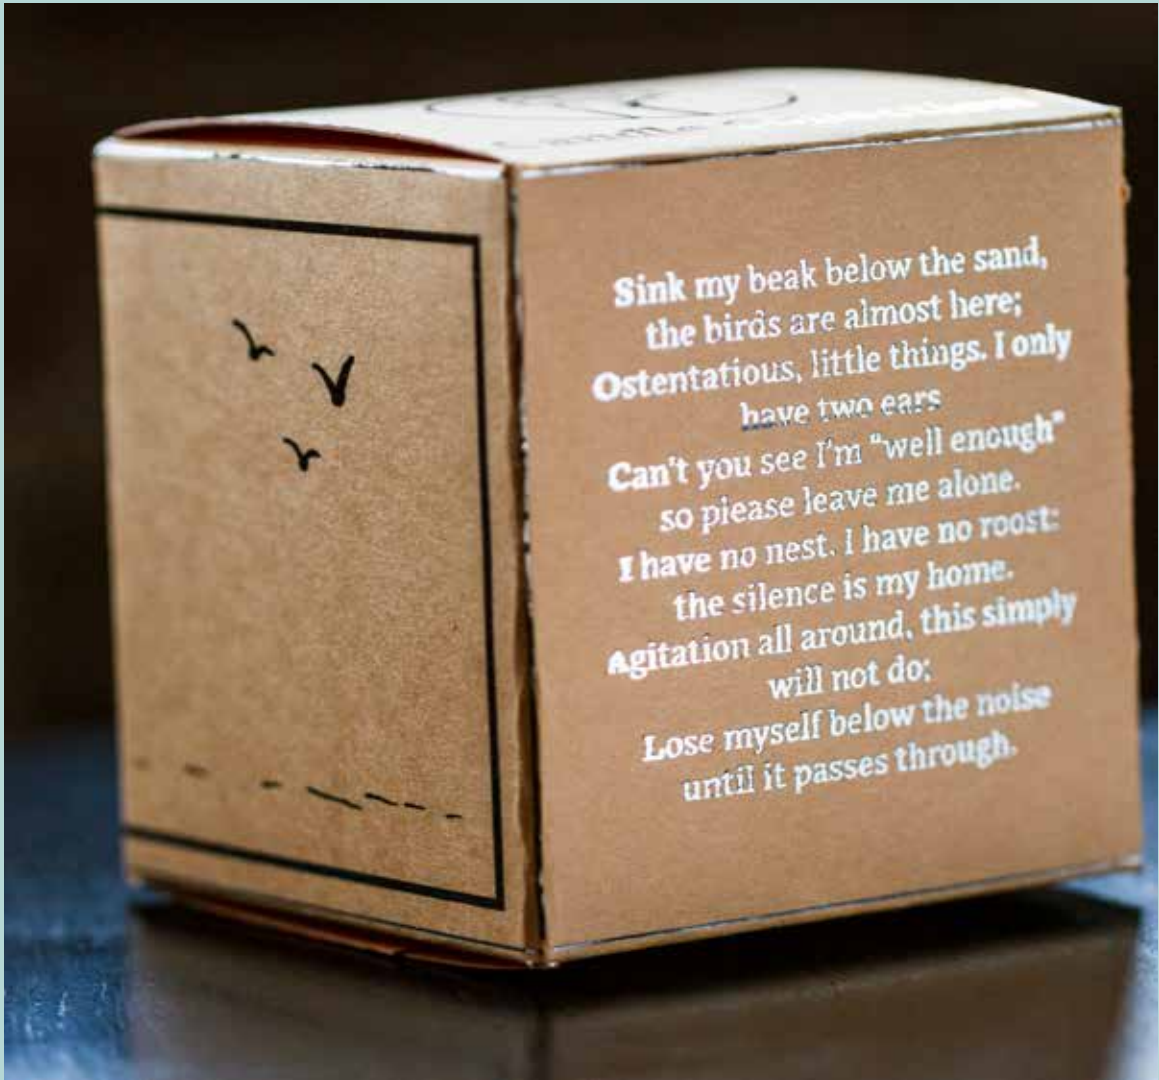 Sink my beak below the sand,
the birds are almost here;
Ostentatious, little things. I only
have two ears
Can't you see I'm "well enough"
so please leave me alone.
I have no nest. I have no roost:
the silence is my home.
Agitation all around, this simply
will not do;
Lose myself below the noise
until it passes through.